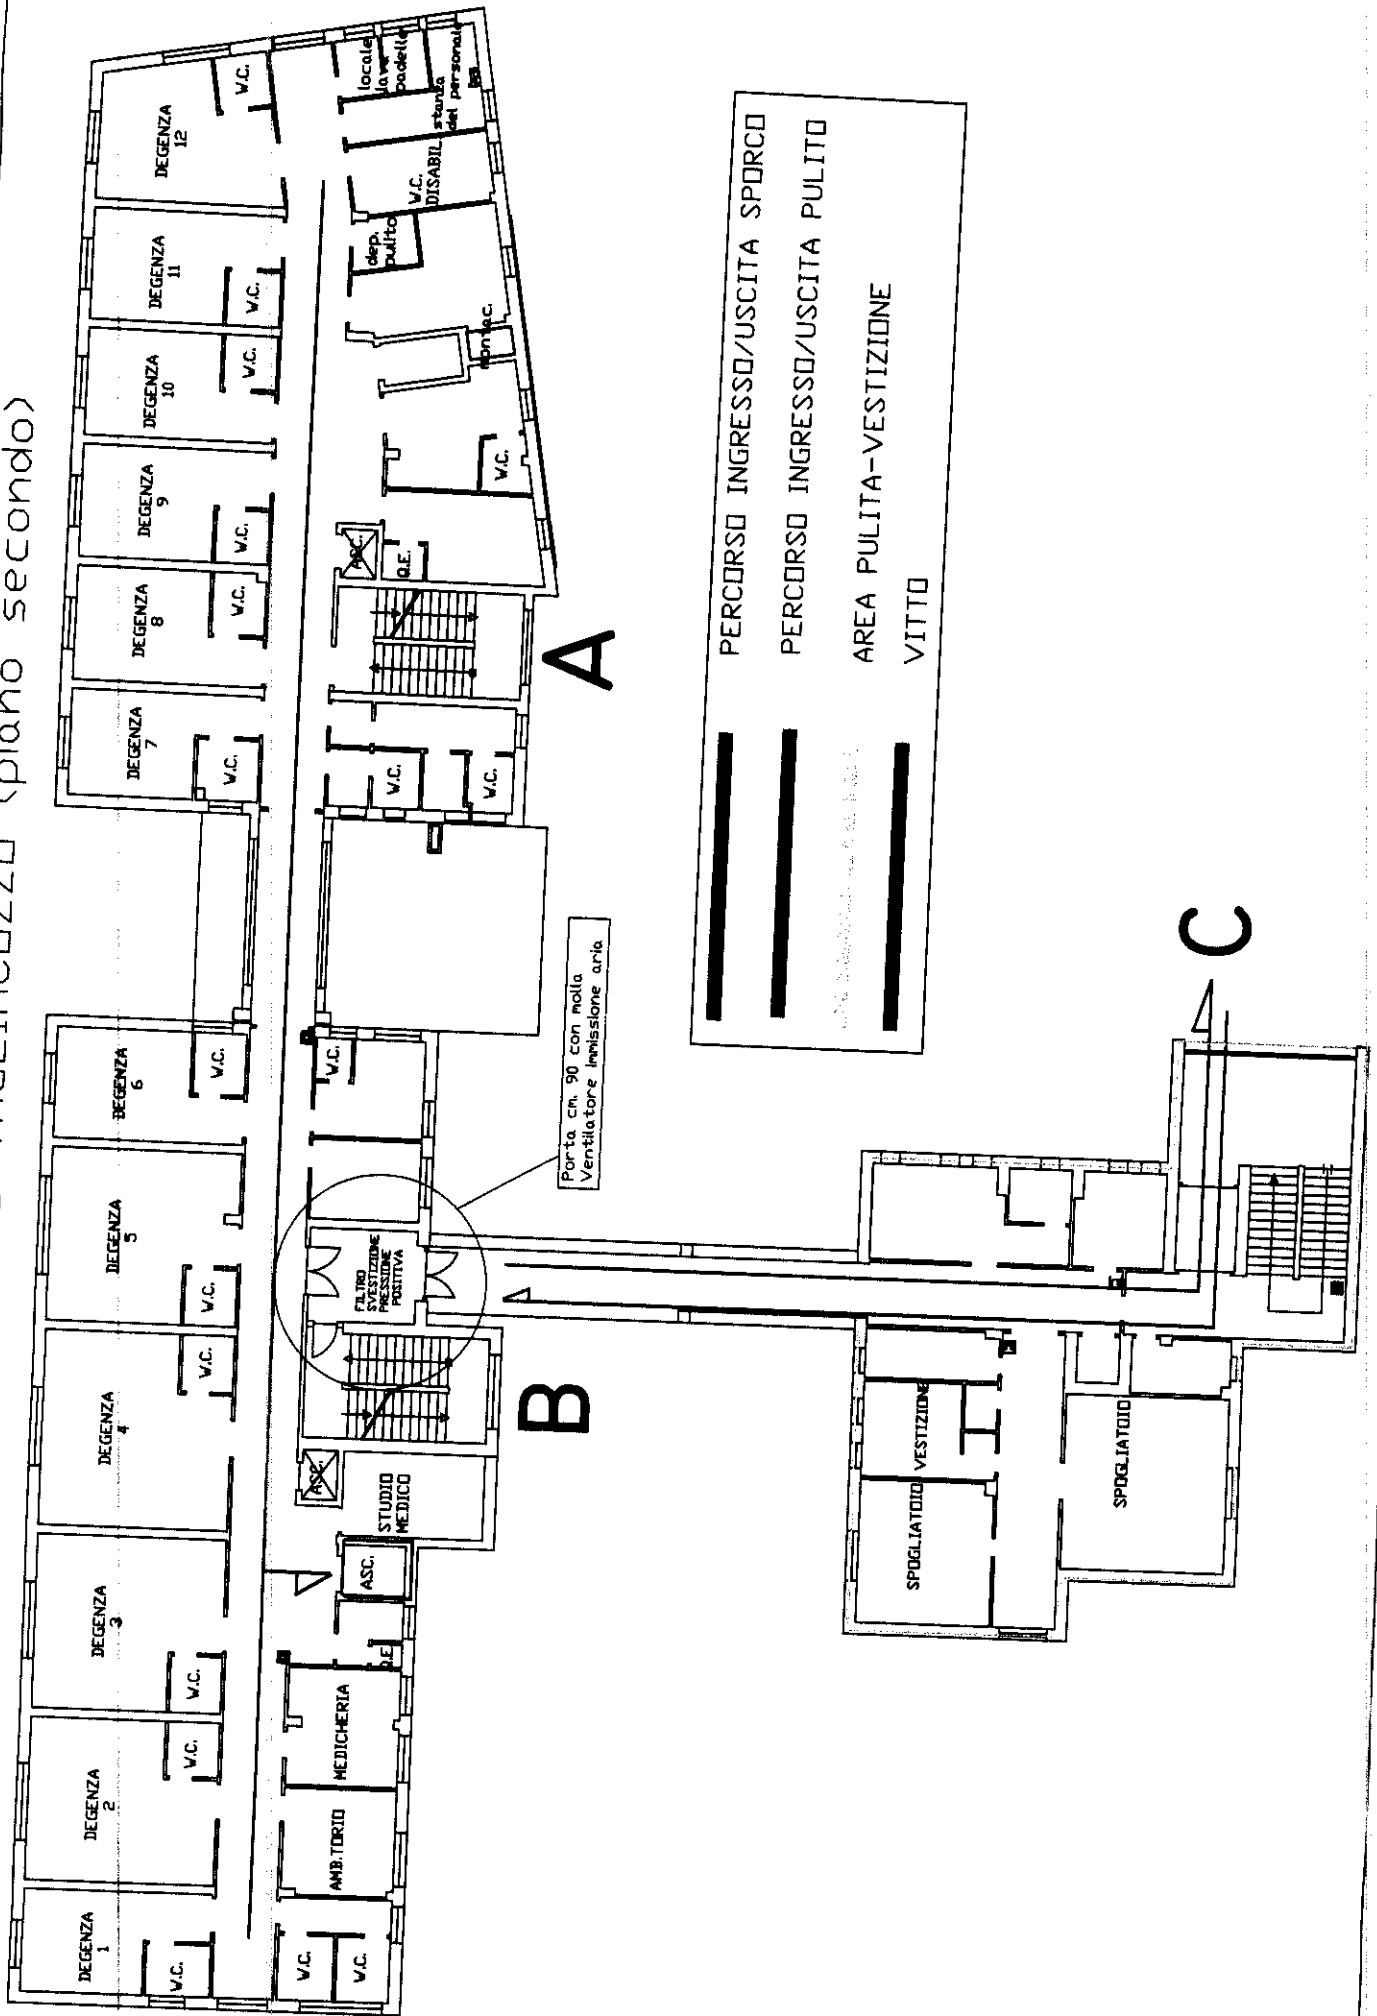 (piano secondo)
DEGENZA
1
W.C.
DEGENZA
2
W.C.
DEGENZA
3
W.C.
DEGENZA
4
W.C.
DEGENZA
5
W.C.
DEGENZA
6
W.C.
DEGENZA
7
W.C.
DEGENZA
8
W.C.
DEGENZA
9
W.C.
DEGENZA
10
W.C.
DEGENZA
11
W.C.
DEGENZA
12
W.C.
W.C.
W.C.
AMB.TORIO
MEDICHERIA
Q.E.
ASC.
STUDIO
MEDICO
ASC.
FILTRO
SVESTIZIONE
PRESSIONE
POSITIVA
W.C.
W.C.
W.C.
ASC.
Q.E.
W.C.
montac.
dep.
pulito
W.C.
DISABIL.
stanza
del personale
locale
lava
padelle
A
B
C
Porta cm. 90 con molla
Ventilatore immissione aria
SPOGLIATOIO
VESTIZIONE
SPOGLIATOIO
PERCORSO INGRESSO/USCITA SPORCO
PERCORSO INGRESSO/USCITA PULITO
AREA PULITA-VESTIZIONE
VITTO